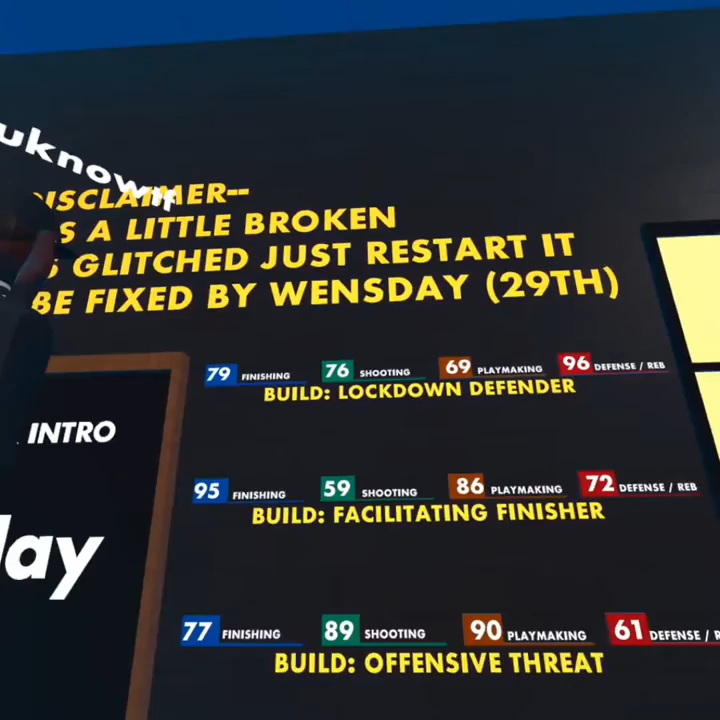 uknown
DISCLAIMER--
S A LITTLE BROKEN
GLITCHED JUST RESTART IT
BE FIXED BY WENSDAY (29TH)
79 FINISHING 76 SHOOTING 69 PLAYMAKING 96 DEFENSE / REB
BUILD: LOCKDOWN DEFENDER
INTRO
95 FINISHING 59 SHOOTING 86 PLAYMAKING 72 DEFENSE / REB
BUILD: FACILITATING FINISHER
lay
77 FINISHING 89 SHOOTING 90 PLAYMAKING 61 DEFENSE / R
BUILD: OFFENSIVE THREAT